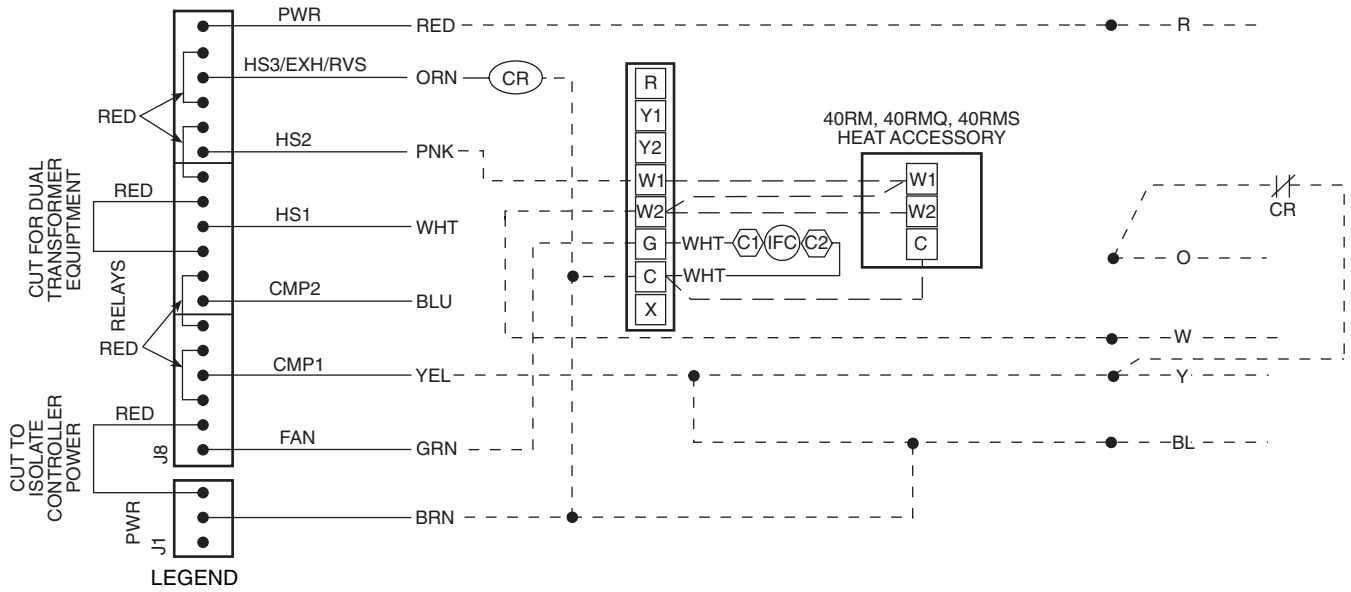 PWR
RED
R
HS3/EXH/RVS
ORN
CR
RED
HS2
PNK
R
Y1
Y2
W1
W2
G
C
X
40RM, 40RMQ, 40RMS
HEAT ACCESSORY
W1
W2
C
CR
CUT FOR DUAL
TRANSFORMER
EQUIPTMENT
RED
HS1
WHT
WHT
C1
IFC
C2
WHT
O
RELAYS
CMP2
BLU
RED
W
CMP1
YEL
Y
CUT TO
ISOLATE
CONTROLLER
POWER
RED
J8
FAN
GRN
BL
PWR
J1
BRN
LEGEND